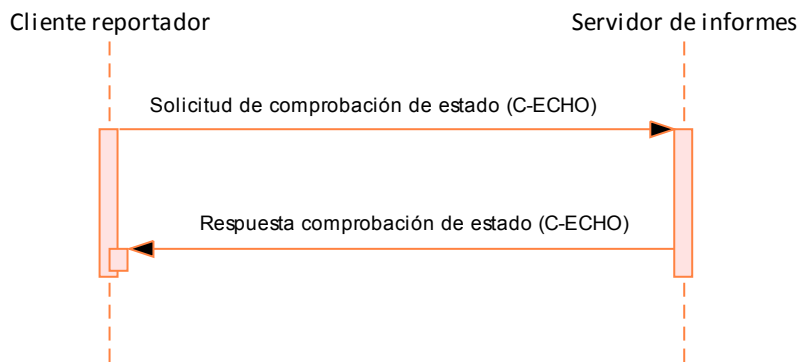 Cliente reportador
Servidor de informes
Solicitud de comprobación de estado (C-ECHO)
Respuesta comprobación de estado (C-ECHO)